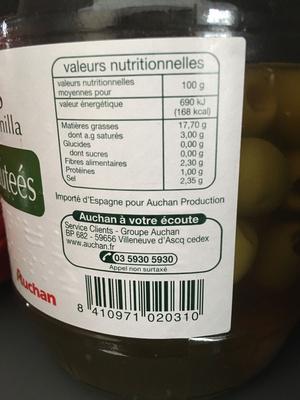 valeurs nutritionnelles
valeurs nutritionnelles moyennes pour 100 g
valeur énergétique 690 kJ (168 kcal)
Matières grasses 17,70 g
dont a.g saturés 3,00 g
Glucides 0,00 g
dont sucres 0,00 g
Fibres alimentaires 2,30 g
Protéines 1,00 g
Sel 2,35 g
Importé d'Espagne pour Auchan Production
Auchan à votre écoute
Service Clients - Groupe Auchan
BP 682 - 59656 Villeneuve d'Ascq cedex
www.auchan.fr
03 5930 5930
Appel non surtaxé
Auchan
8 410971 020310